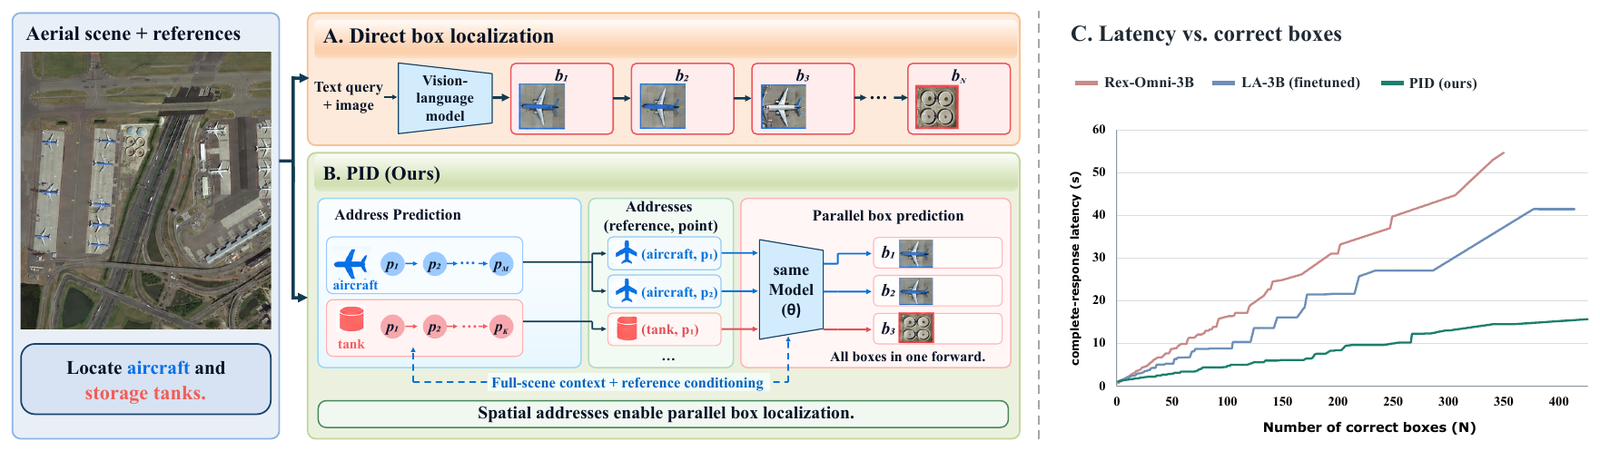 Aerial scene + references
Locate aircraft and
storage tanks.
A. Direct box localization
Text query
+ image
Vision-
language
model
b₁
b₂
b₃
...
b_N
B. PID (Ours)
Address Prediction
aircraft
p₁
p₂
...
p_M
tank
p₁
p₂
...
p_K
Addresses
(reference, point)
(aircraft, p₁)
(aircraft, p₂)
(tank, p₁)
...
Parallel box prediction
same
Model
(θ)
b₁
b₂
b₃
All boxes in one forward.
Full-scene context + reference conditioning
Spatial addresses enable parallel box localization.
C. Latency vs. correct boxes
Rex-Omni-3B
LA-3B (finetuned)
PID (ours)
complete-response latency (s)
60
50
40
30
20
10
0
0 50 100 150 200 250 300 350 400
Number of correct boxes (N)